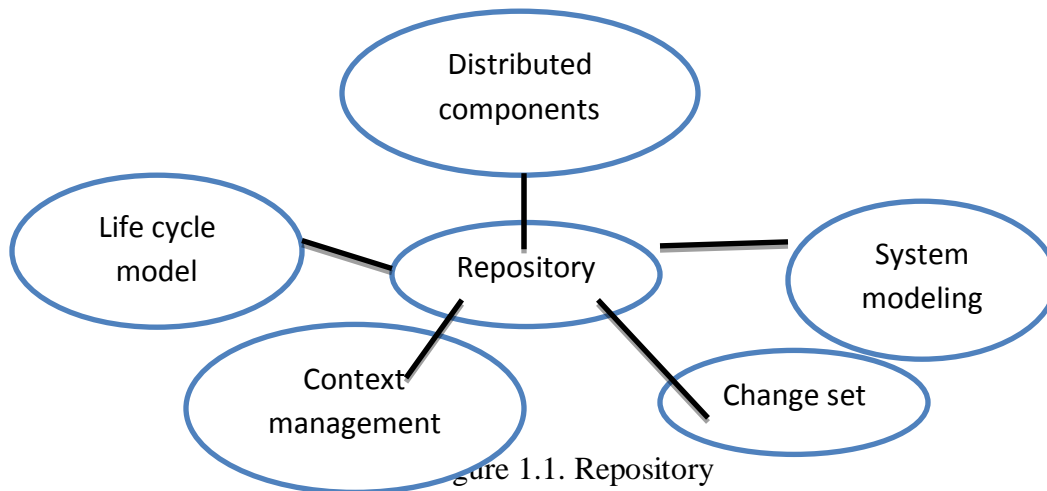 Distributed
components
Life cycle
model
Repository
System
modeling
Context
management
Change set
gure 1.1. Repository